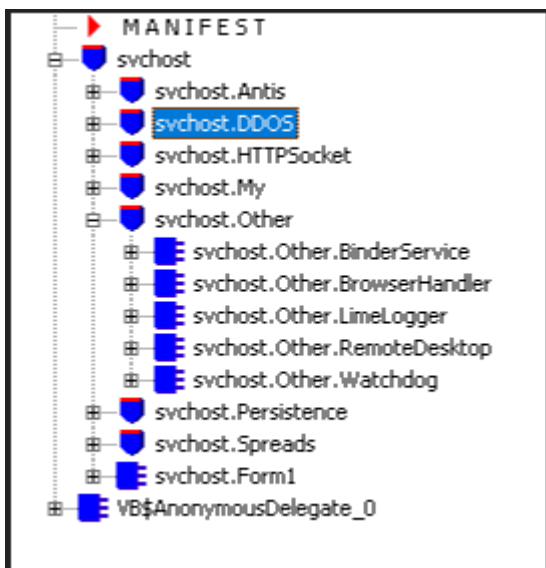 MANIFEST
svchost
svchost.Antis
svchost.DDOS
svchost.HTTPSocket
svchost.My
svchost.Other
svchost.Other.BinderService
svchost.Other.BrowserHandler
svchost.Other.LimeLogger
svchost.Other.RemoteDesktop
svchost.Other.Watchdog
svchost.Persistence
svchost.Spreads
svchost.Form1
VB$AnonymousDelegate_0